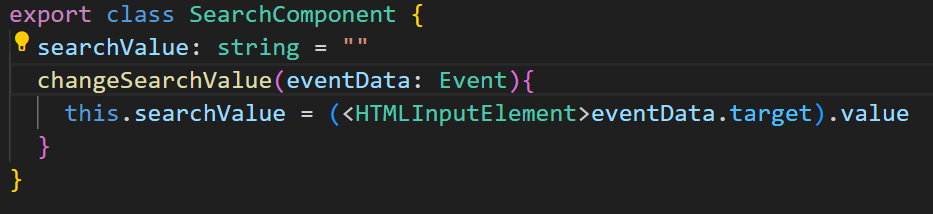 export class SearchComponent {
searchValue: string = ""
changeSearchValue(eventData: Event){
this.searchValue = (<HTMLInputElement>eventData.target).value
}
}